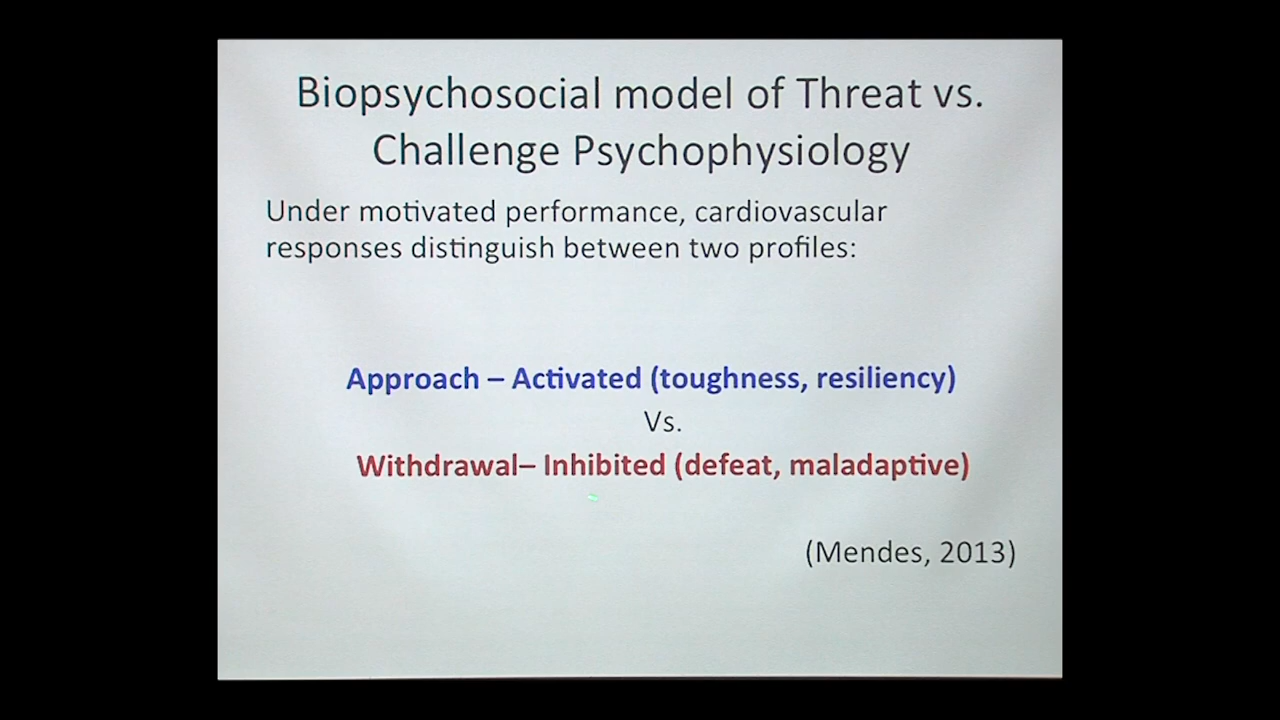 Biopsychosocial model of Threat vs.
Challenge Psychophysiology
Under motivated performance, cardiovascular
responses distinguish between two profiles:
Approach – Activated (toughness, resiliency)
Vs.
Withdrawal– Inhibited (defeat, maladaptive)
(Mendes, 2013)